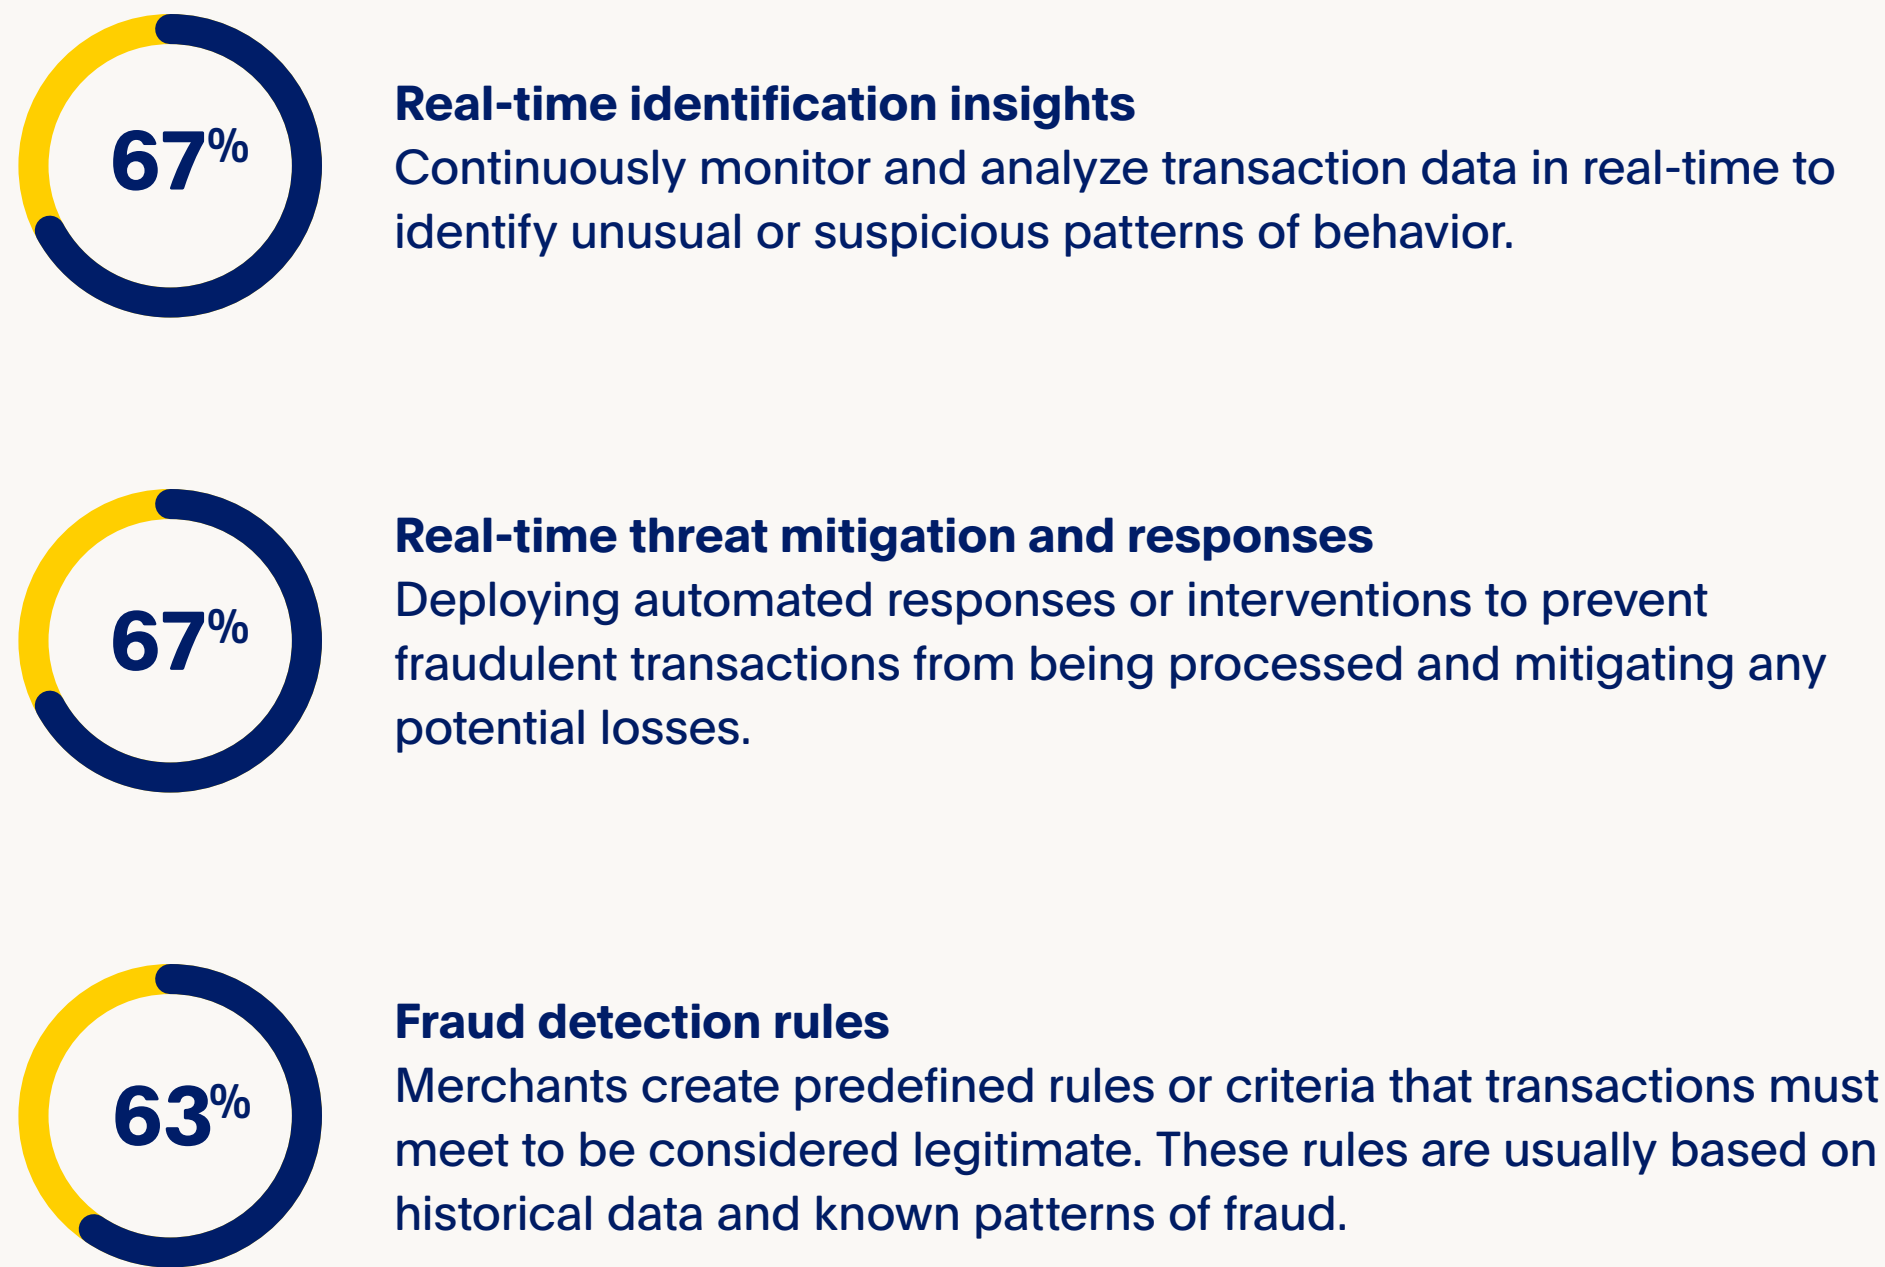 67%
Real-time identification insights
Continuously monitor and analyze transaction data in real-time to
identify unusual or suspicious patterns of behavior.
67%
Real-time threat mitigation and responses
Deploying automated responses or interventions to prevent
fraudulent transactions from being processed and mitigating any
potential losses.
63%
Fraud detection rules
Merchants create predefined rules or criteria that transactions must
meet to be considered legitimate. These rules are usually based on
historical data and known patterns of fraud.